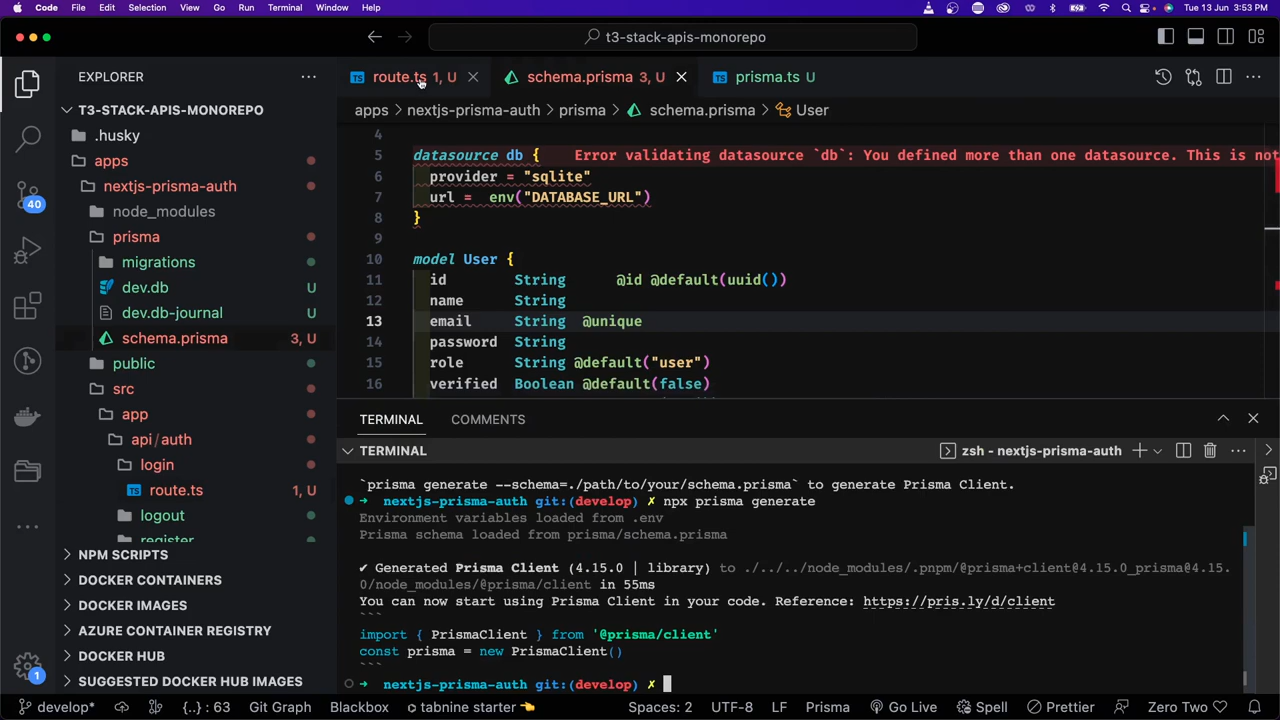 Code File Edit Selection View Go Run Terminal Window Help Tue 13 Jun 3:53 PM
t3-stack-apis-monorepo
EXPLORER
T3-STACK-APIS-MONOREPO
.husky
apps
nextjs-prisma-auth
node_modules
prisma
migrations
dev.db U
dev.db-journal U
schema.prisma 3, U
public
src
app
api/auth
login
route.ts 1, U
logout
register
NPM SCRIPTS
DOCKER CONTAINERS
DOCKER IMAGES
AZURE CONTAINER REGISTRY
DOCKER HUB
SUGGESTED DOCKER HUB IMAGES
40
1
TS route.ts 1, U
schema.prisma 3, U
TS prisma.ts U
apps > nextjs-prisma-auth > prisma > schema.prisma > User
4
5 datasource db { Error validating datasource `db`: You defined more than one datasource. This is not
6 provider = "sqlite"
7 url = env("DATABASE_URL")
8 }
9
10 model User {
11 id String @id @default(uuid())
12 name String
13 email String @unique
14 password String
15 role String @default("user")
16 verified Boolean @default(false)
TERMINAL COMMENTS
TERMINAL zsh - nextjs-prisma-auth
`prisma generate --schema=./path/to/your/schema.prisma` to generate Prisma Client.
➜ nextjs-prisma-auth git:(develop) ✗ npx prisma generate
Environment variables loaded from .env
Prisma schema loaded from prisma/schema.prisma
✔ Generated Prisma Client (4.15.0 | library) to ./../../node_modules/.pnpm/@prisma+client@4.15.0_prisma@4.15.
0/node_modules/@prisma/client in 55ms
You can now start using Prisma Client in your code. Reference: https://pris.ly/d/client
```
import { PrismaClient } from '@prisma/client'
const prisma = new PrismaClient()
```
➜ nextjs-prisma-auth git:(develop) ✗
develop* {..}: 63 Git Graph Blackbox tabnine starter 👈 Spaces: 2 UTF-8 LF Prisma Go Live Spell Prettier Zero Two